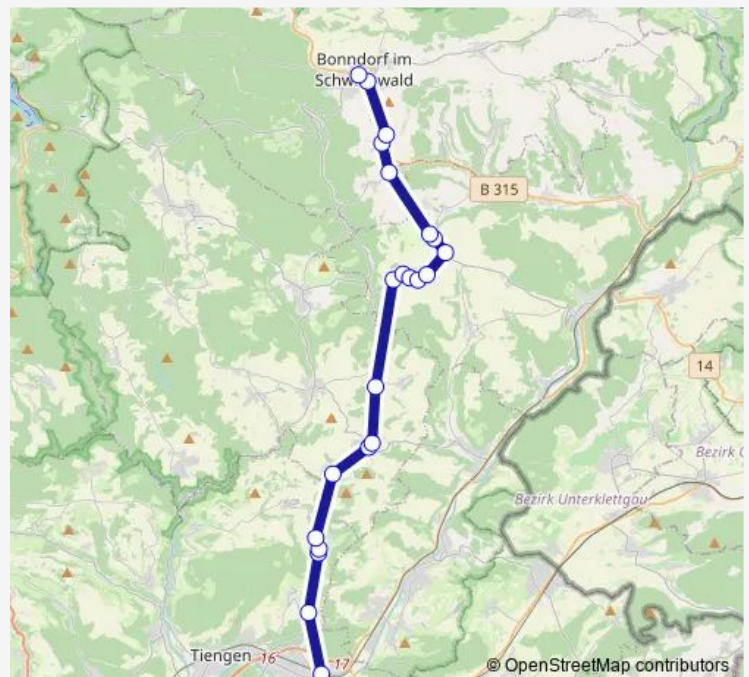 Bonndorf im
Schwarzwald
B 315
14
Bezirk
Bezirk Unterklettgau
Tiengen
16
17
© OpenStreetMap contributors